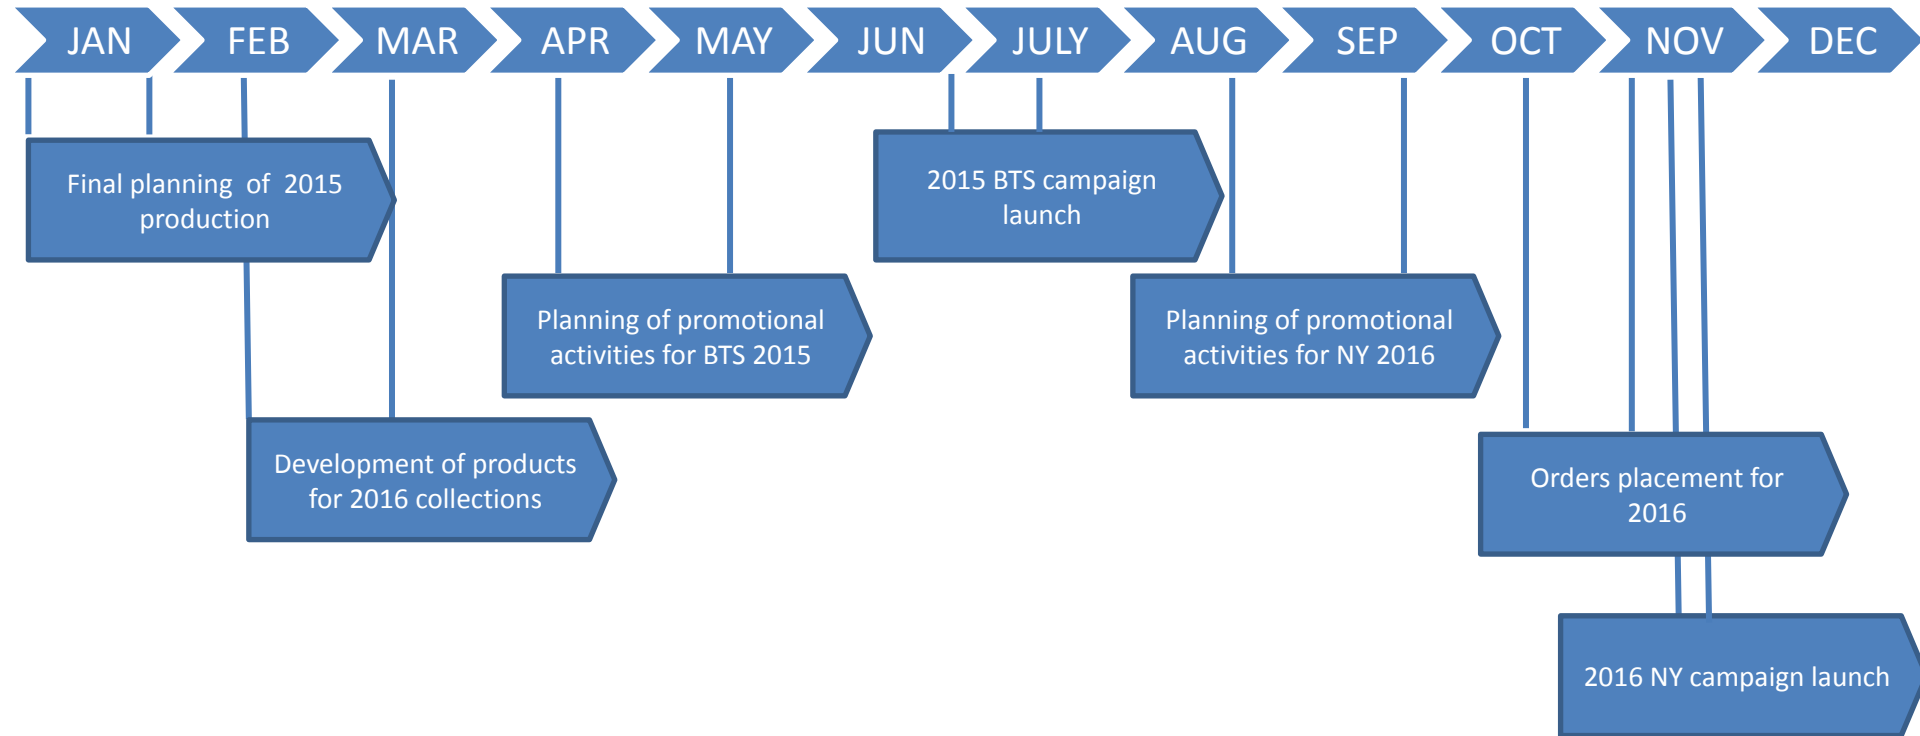 JAN FEB MAR APR MAY JUN JULY AUG SEP OCT NOV DEC
Final planning of 2015
production
2015 BTS campaign
launch
Planning of promotional
activities for BTS 2015
Planning of promotional
activities for NY 2016
Development of products
for 2016 collections
Orders placement for
2016
2016 NY campaign launch